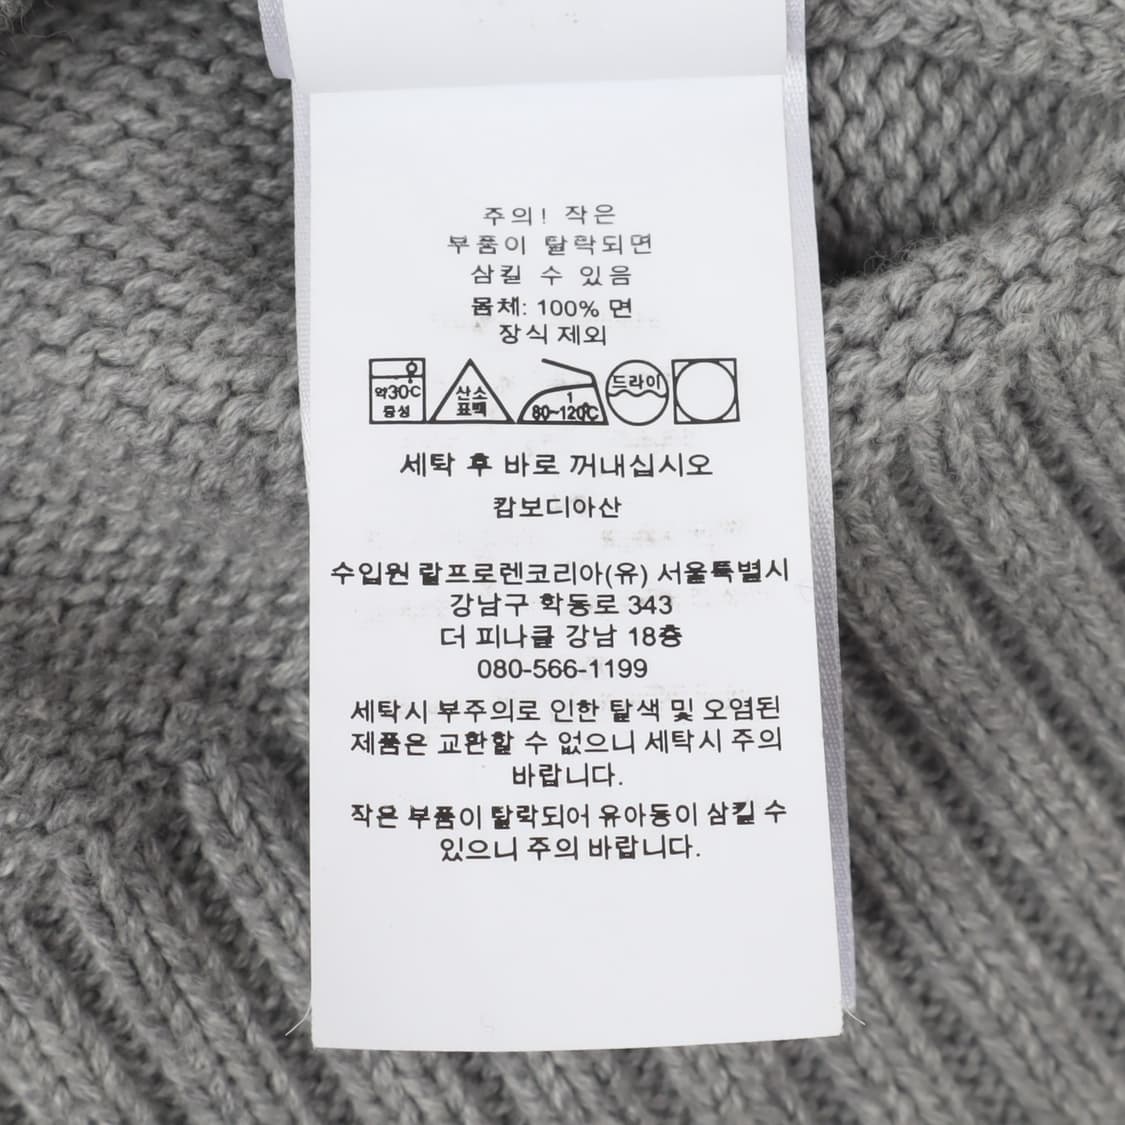 주의! 작은
부품이 탈락되면
삼킬 수 있음
몸체: 100% 면
장식 제외
약30℃
중성
산소
표백
1
80~120℃
드라이
세탁 후 바로 꺼내십시오
캄보디아산
수입원 랄프로렌코리아(유) 서울특별시
강남구 학동로 343
더 피나클 강남 18층
080-566-1199
세탁시 부주의로 인한 탈색 및 오염된
제품은 교환할 수 없으니 세탁시 주의
바랍니다.
작은 부품이 탈락되어 유아동이 삼킬 수
있으니 주의 바랍니다.